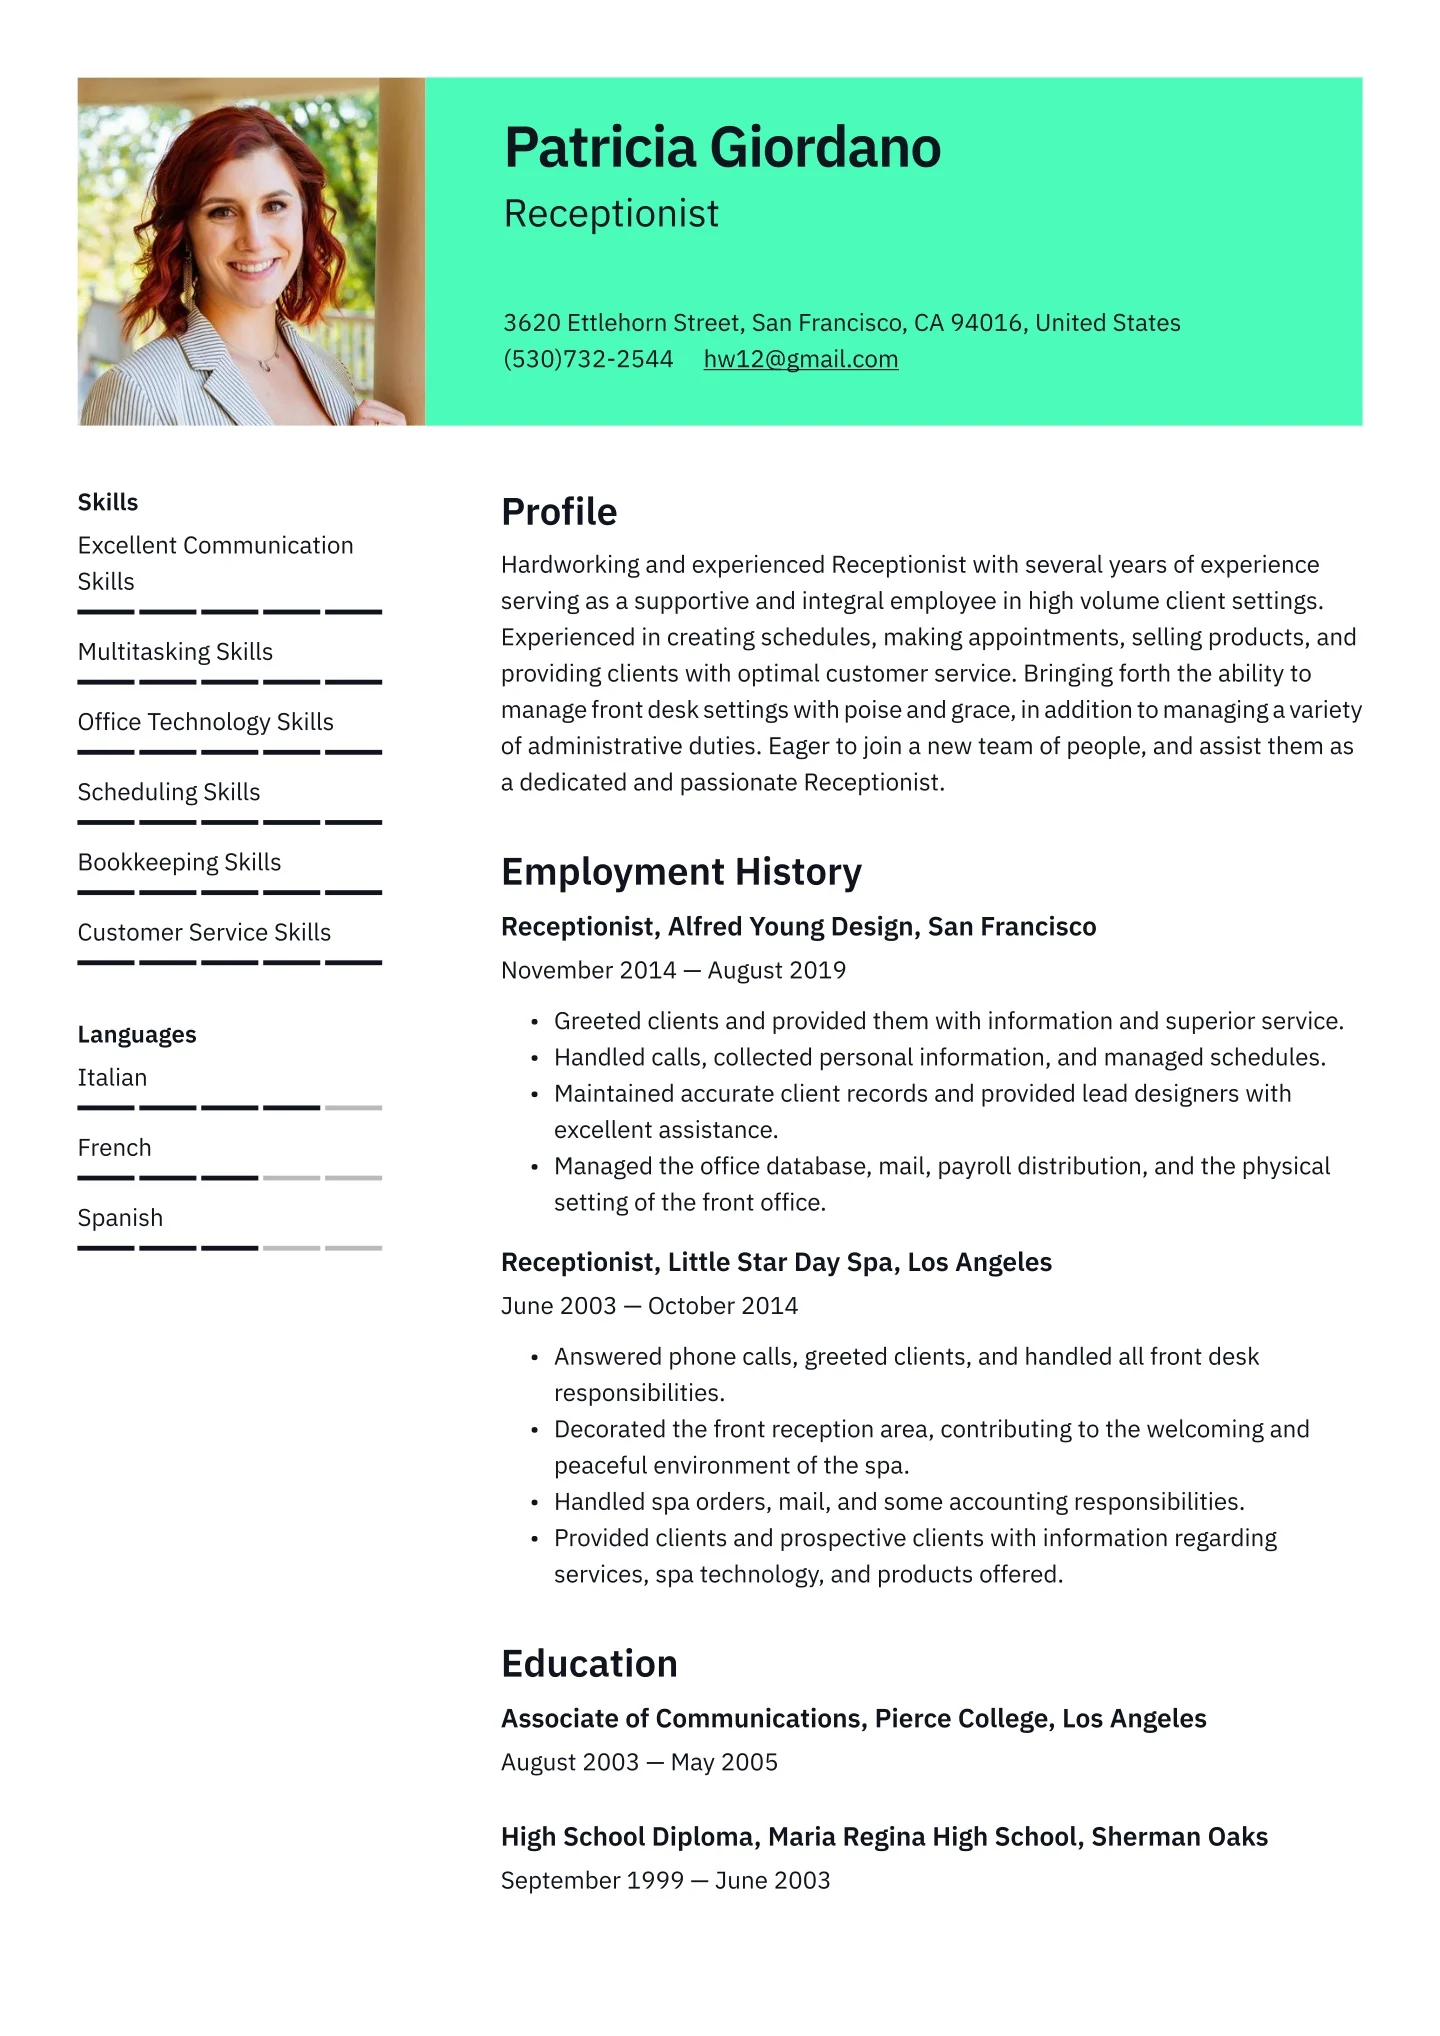 Patricia Giordano
Receptionist
3620 Ettlehorn Street, San Francisco, CA 94016, United States
(530)732-2544 hw12@gmail.com
Skills
Excellent Communication
Skills
Multitasking Skills
Office Technology Skills
Scheduling Skills
Bookkeeping Skills
Customer Service Skills
Languages
Italian
French
Spanish
Profile
Hardworking and experienced Receptionist with several years of experience
serving as a supportive and integral employee in high volume client settings.
Experienced in creating schedules, making appointments, selling products, and
providing clients with optimal customer service. Bringing forth the ability to
manage front desk settings with poise and grace, in addition to managing a variety
of administrative duties. Eager to join a new team of people, and assist them as
a dedicated and passionate Receptionist.
Employment History
Receptionist, Alfred Young Design, San Francisco
November 2014 — August 2019
• Greeted clients and provided them with information and superior service.
• Handled calls, collected personal information, and managed schedules.
• Maintained accurate client records and provided lead designers with
excellent assistance.
• Managed the office database, mail, payroll distribution, and the physical
setting of the front office.
Receptionist, Little Star Day Spa, Los Angeles
June 2003 — October 2014
• Answered phone calls, greeted clients, and handled all front desk
responsibilities.
• Decorated the front reception area, contributing to the welcoming and
peaceful environment of the spa.
• Handled spa orders, mail, and some accounting responsibilities.
• Provided clients and prospective clients with information regarding
services, spa technology, and products offered.
Education
Associate of Communications, Pierce College, Los Angeles
August 2003 — May 2005
High School Diploma, Maria Regina High School, Sherman Oaks
September 1999 — June 2003